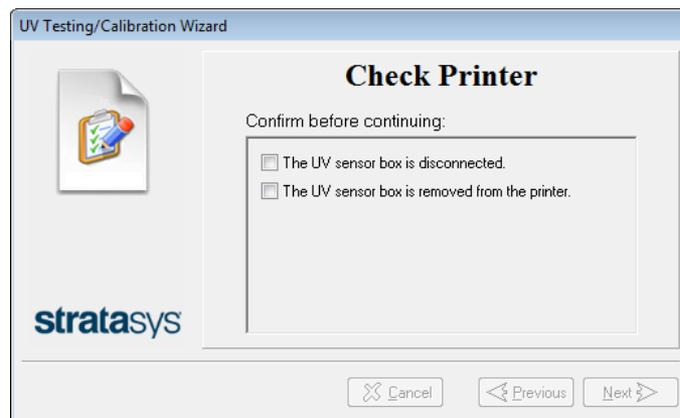 UV Testing/Calibration Wizard
Check Printer
Confirm before continuing:
The UV sensor box is disconnected.
The UV sensor box is removed from the printer.
stratasys
Cancel
Previous
Next